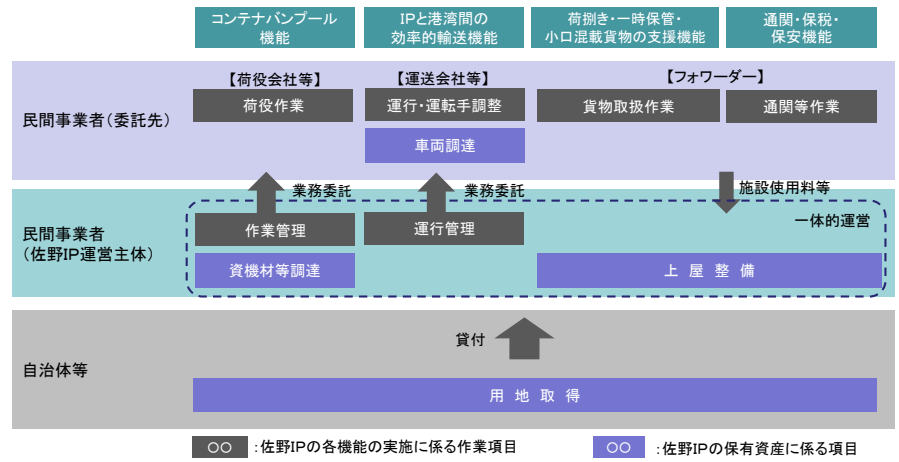 コンテナバンプール
機能
IPと港湾間の
効率的輸送機能
荷捌き・一時保管・
小口混載貨物の支援機能
通関・保税・
保安機能
民間事業者(委託先)
【荷役会社等】
【運送会社等】
【フォワーダー】
荷役作業
運行・運転手調整
貨物取扱作業
通関等作業
車両調達
業務委託
業務委託
施設使用料等
民間事業者
(佐野IP運営主体)
一体的運営
作業管理
運行管理
資機材等調達
上屋整備
自治体等
貸付
用地取得
○○ :佐野IPの各機能の実施に係る作業項目
○○ :佐野IPの保有資産に係る項目